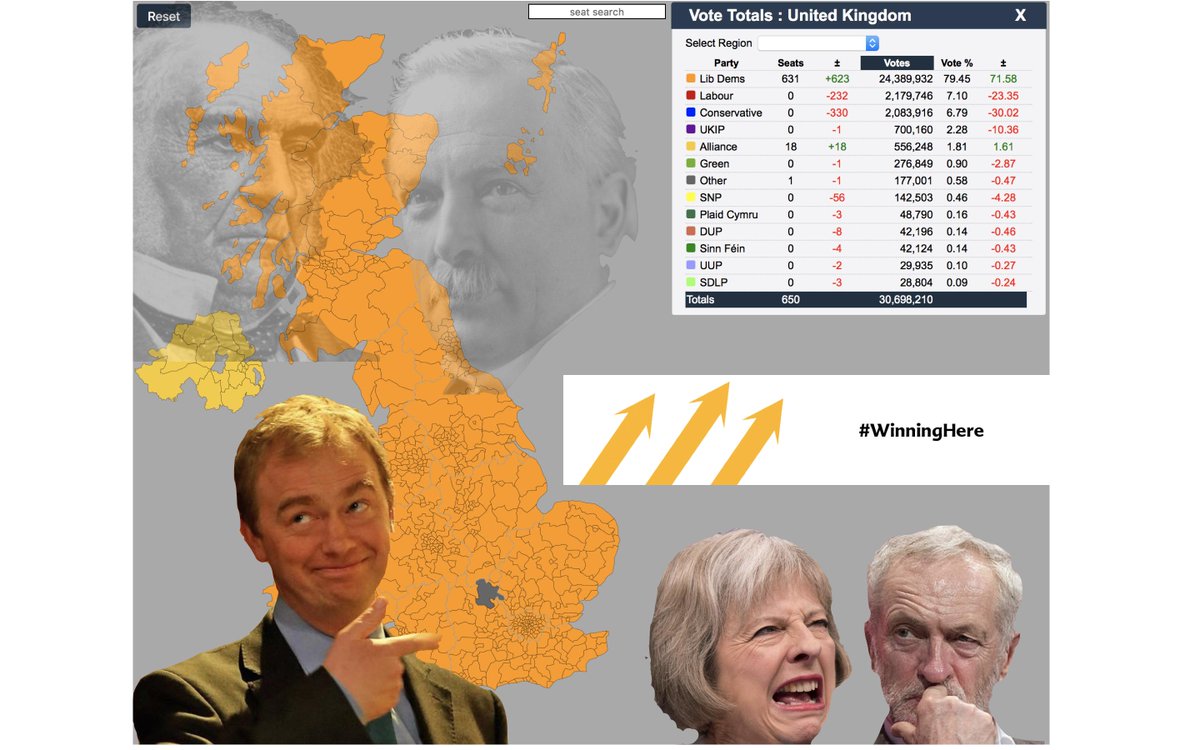 Reset
seat search
Vote Totals : United Kingdom X
Select Region
Party Seats ± Votes Vote % ±
Lib Dems 631 +623 24,389,932 79.45 71.58
Labour 0 -232 2,179,746 7.10 -23.35
Conservative 0 -330 2,083,916 6.79 -30.02
UKIP 0 -1 700,160 2.28 -10.36
Alliance 18 +18 556,248 1.81 1.61
Green 0 -1 276,849 0.90 -2.87
Other 1 -1 177,001 0.58 -0.47
SNP 0 -56 142,503 0.46 -4.28
Plaid Cymru 0 -3 48,790 0.16 -0.43
DUP 0 -8 42,196 0.14 -0.46
Sinn Féin 0 -4 42,124 0.14 -0.43
UUP 0 -2 29,935 0.10 -0.27
SDLP 0 -3 28,804 0.09 -0.24
Totals 650 30,698,210
#WinningHere